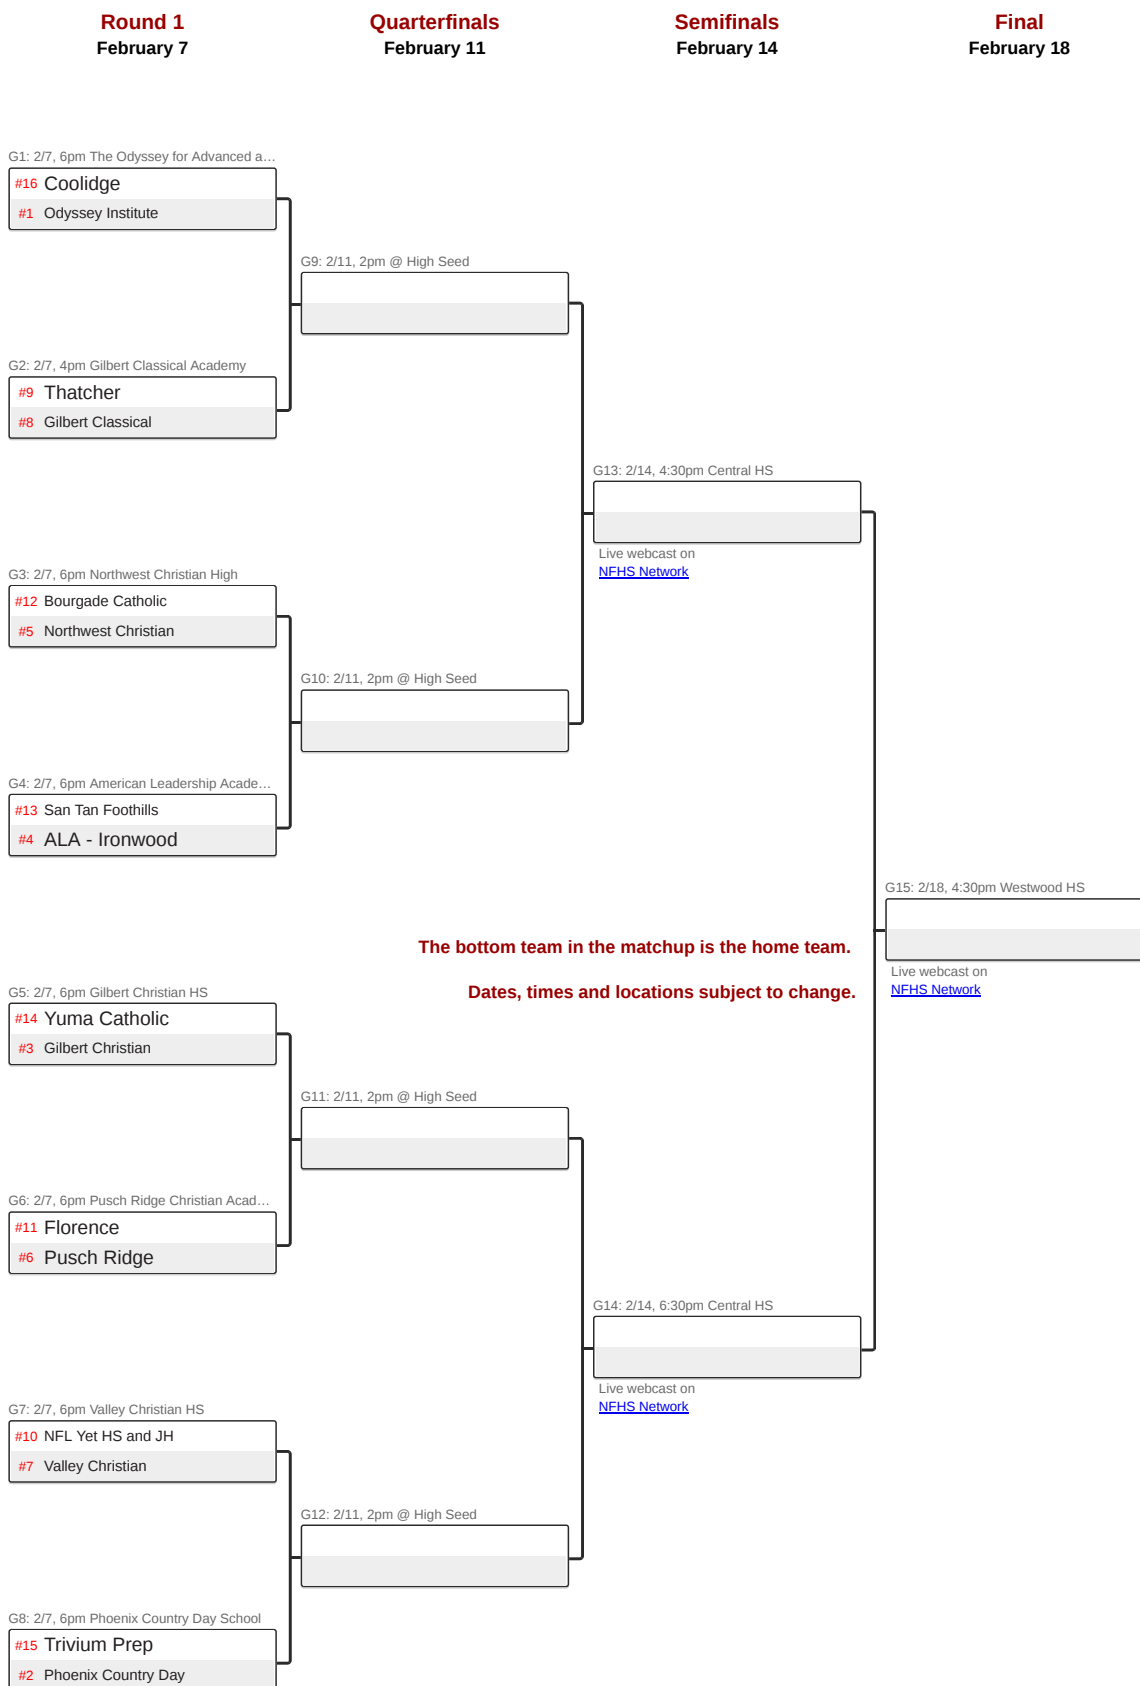 Round 1
February 7
Quarterfinals
February 11
Semifinals
February 14
Final
February 18
G1: 2/7, 6pm The Odyssey for Advanced a…
#16 Coolidge
#1 Odyssey Institute
G9: 2/11, 2pm @ High Seed
G2: 2/7, 4pm Gilbert Classical Academy
#9 Thatcher
#8 Gilbert Classical
G13: 2/14, 4:30pm Central HS
Live webcast on
NFHS Network
G3: 2/7, 6pm Northwest Christian High
#12 Bourgade Catholic
#5 Northwest Christian
G10: 2/11, 2pm @ High Seed
G4: 2/7, 6pm American Leadership Acade…
#13 San Tan Foothills
#4 ALA - Ironwood
G15: 2/18, 4:30pm Westwood HS
The bottom team in the matchup is the home team.
Live webcast on
NFHS Network
Dates, times and locations subject to change.
G5: 2/7, 6pm Gilbert Christian HS
#14 Yuma Catholic
#3 Gilbert Christian
G11: 2/11, 2pm @ High Seed
G6: 2/7, 6pm Pusch Ridge Christian Acad…
#11 Florence
#6 Pusch Ridge
G14: 2/14, 6:30pm Central HS
Live webcast on
NFHS Network
G7: 2/7, 6pm Valley Christian HS
#10 NFL Yet HS and JH
#7 Valley Christian
G12: 2/11, 2pm @ High Seed
G8: 2/7, 6pm Phoenix Country Day School
#15 Trivium Prep
#2 Phoenix Country Day